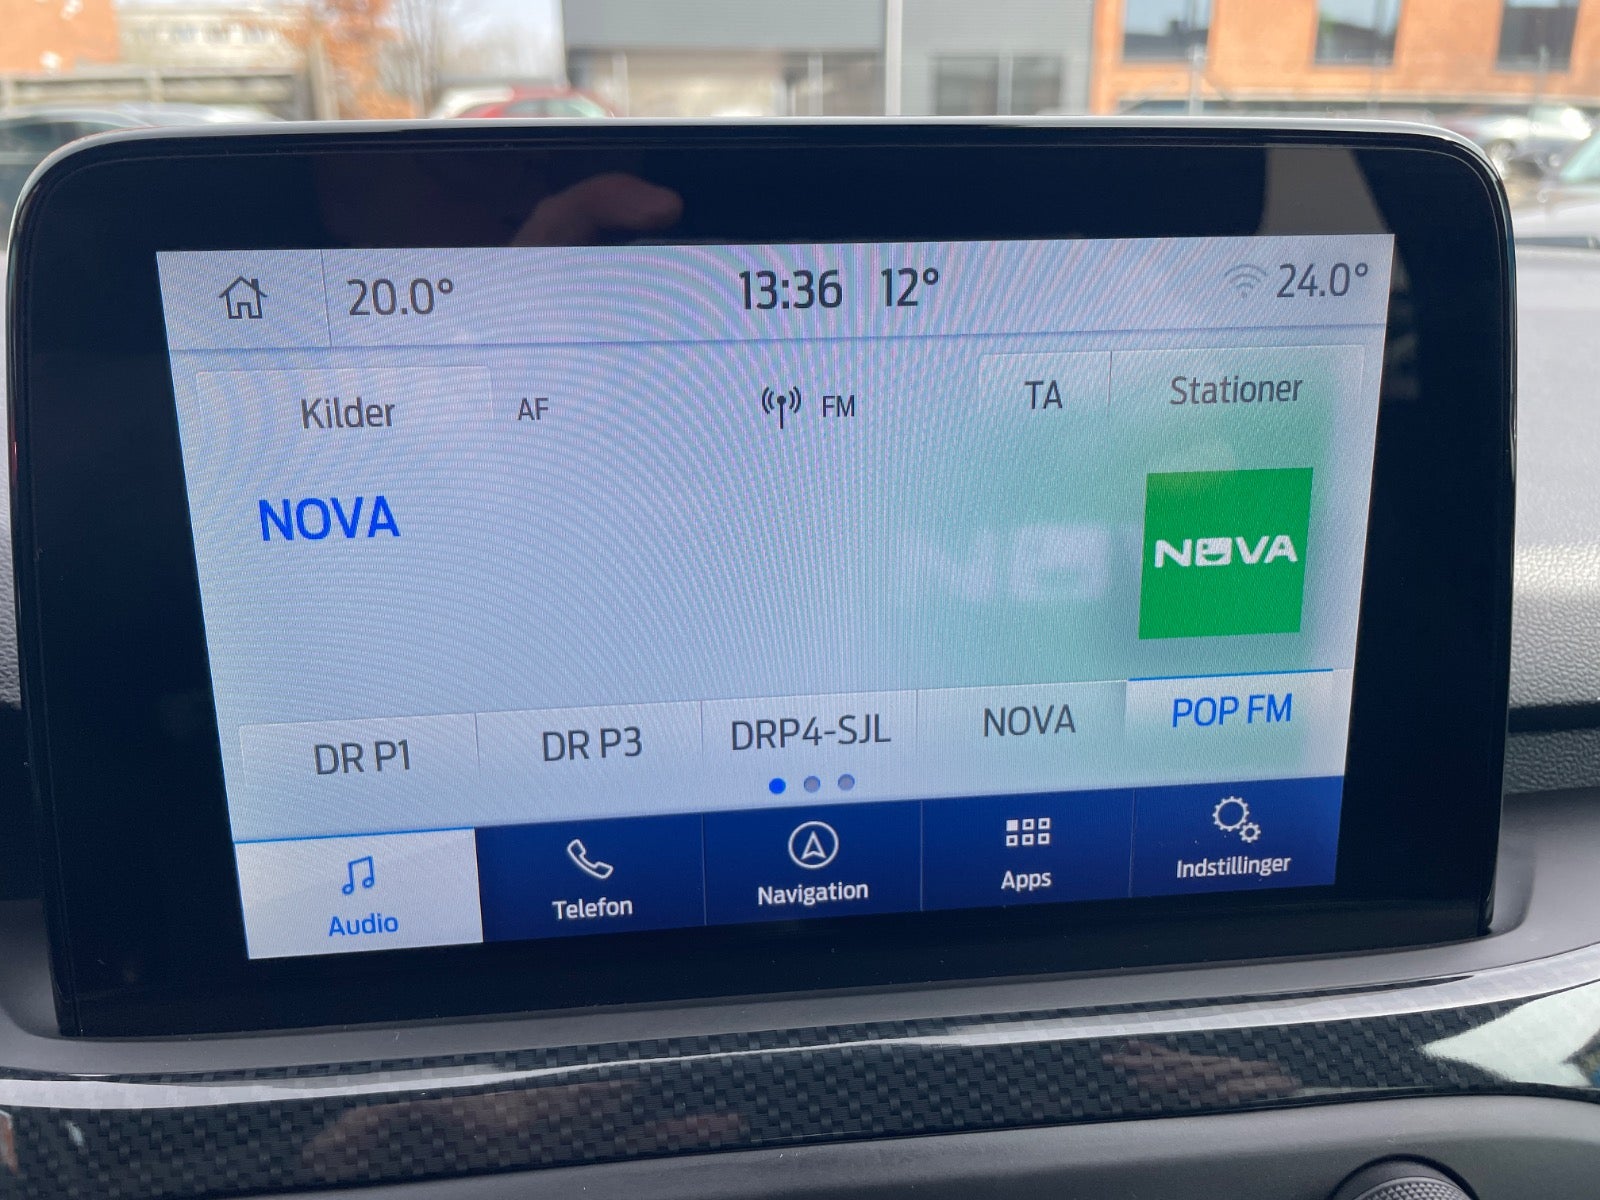 20.0° 13:36 12° 24.0°
Kilder AF FM TA Stationer
NOVA
NOVA
DR P1 DR P3 DRP4-SJL NOVA POP FM
Audio Telefon Navigation Apps Indstillinger